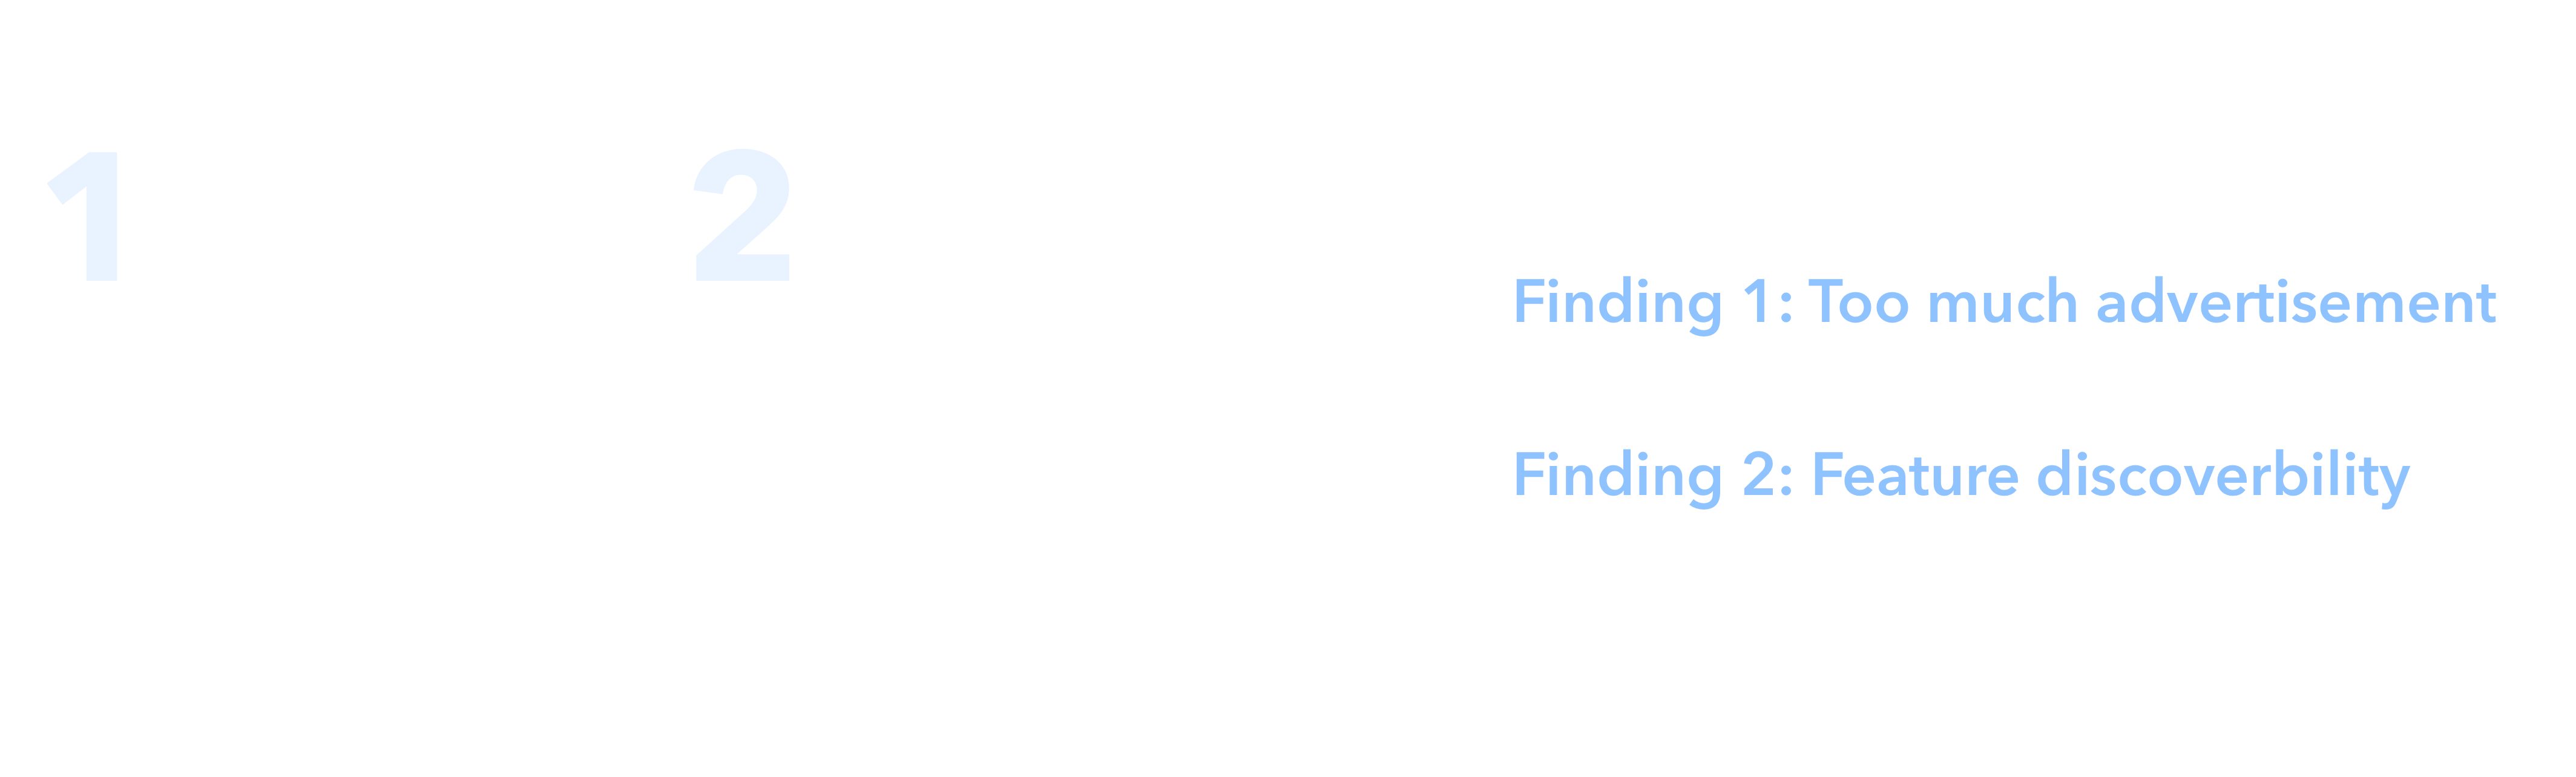 1
2
Finding 1: Too much advertisement
Finding 2: Feature discoverbility